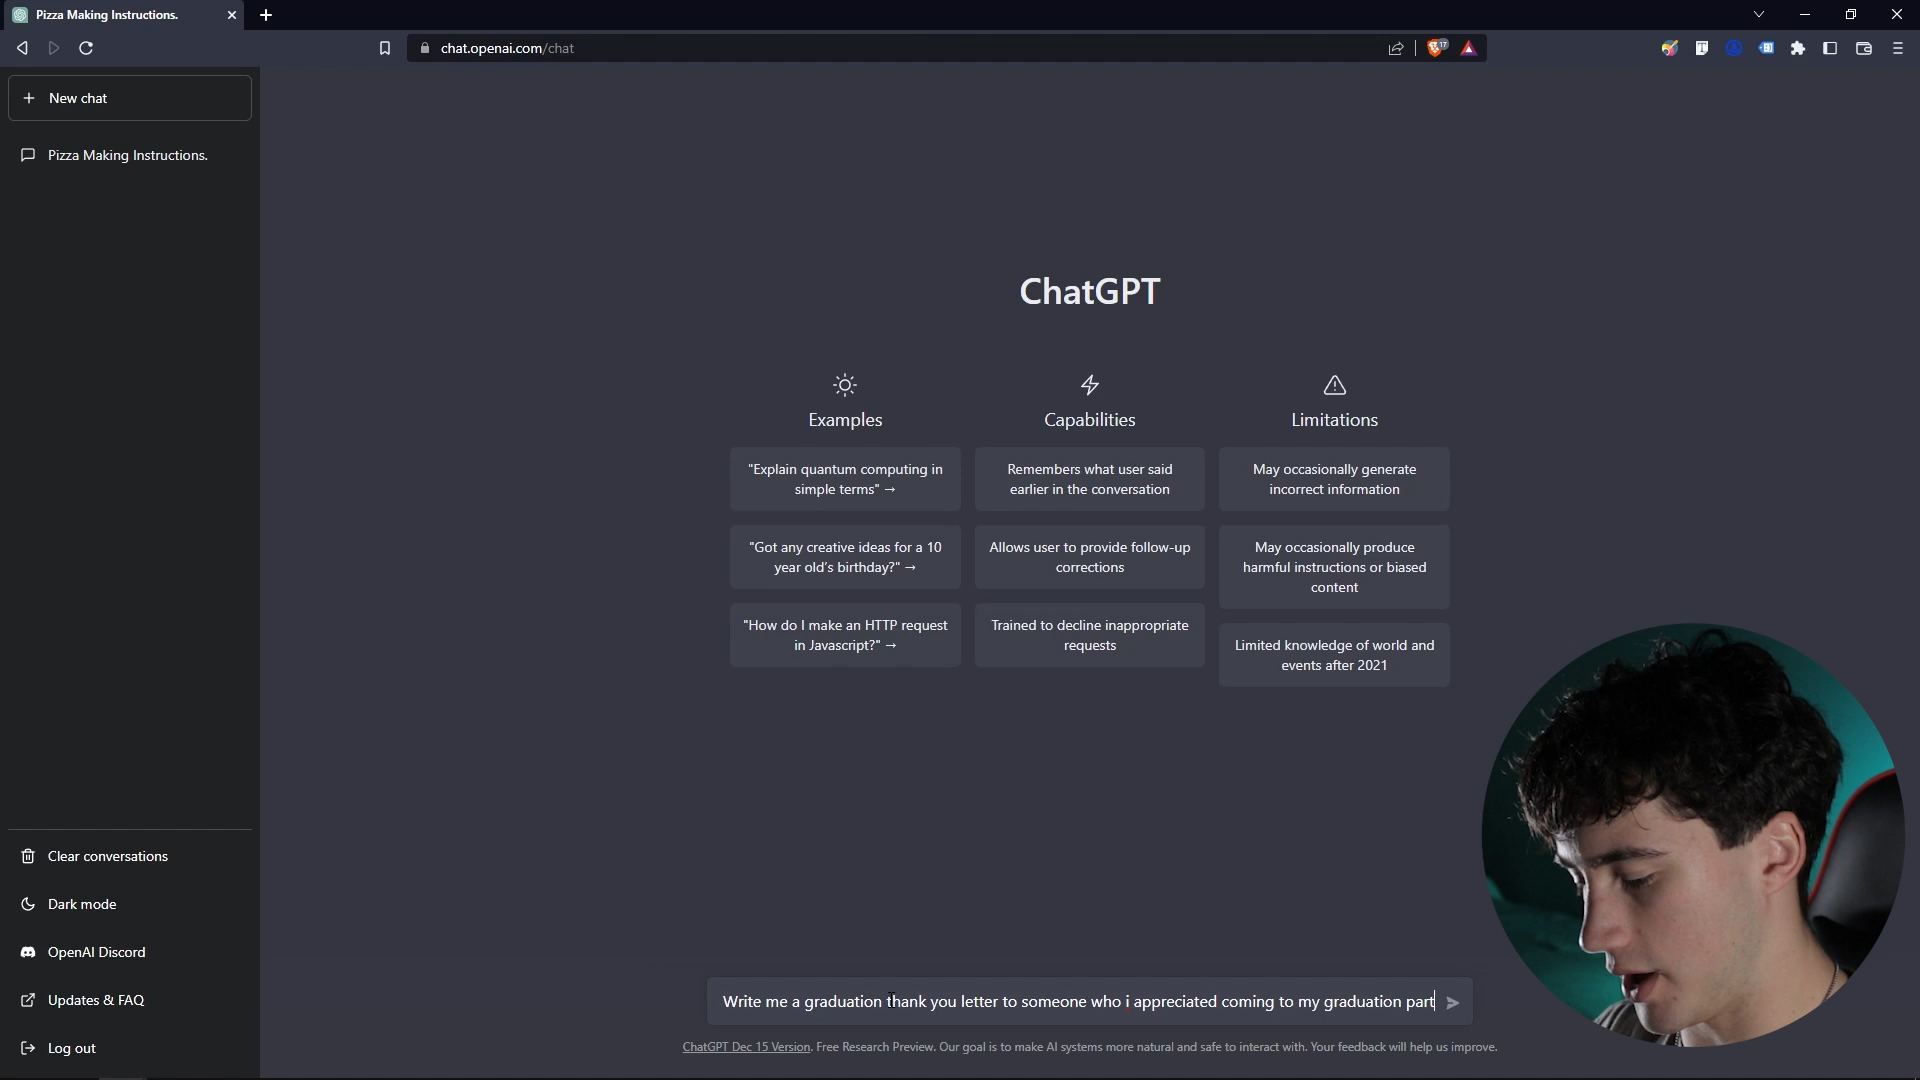 Pizza Making Instructions.
chat.openai.com/chat
17
New chat
Pizza Making Instructions.
ChatGPT
Examples
Capabilities
Limitations
"Explain quantum computing in
simple terms" →
Remembers what user said
earlier in the conversation
May occasionally generate
incorrect information
"Got any creative ideas for a 10
year old's birthday?" →
Allows user to provide follow-up
corrections
May occasionally produce
harmful instructions or biased
content
"How do I make an HTTP request
in Javascript?" →
Trained to decline inappropriate
requests
Limited knowledge of world and
events after 2021
Clear conversations
Dark mode
OpenAI Discord
Updates & FAQ
Log out
Write me a graduation thank you letter to someone who i appreciated coming to my graduation part
ChatGPT Dec 15 Version. Free Research Preview. Our goal is to make AI systems more natural and safe to interact with. Your feedback will help us improve.